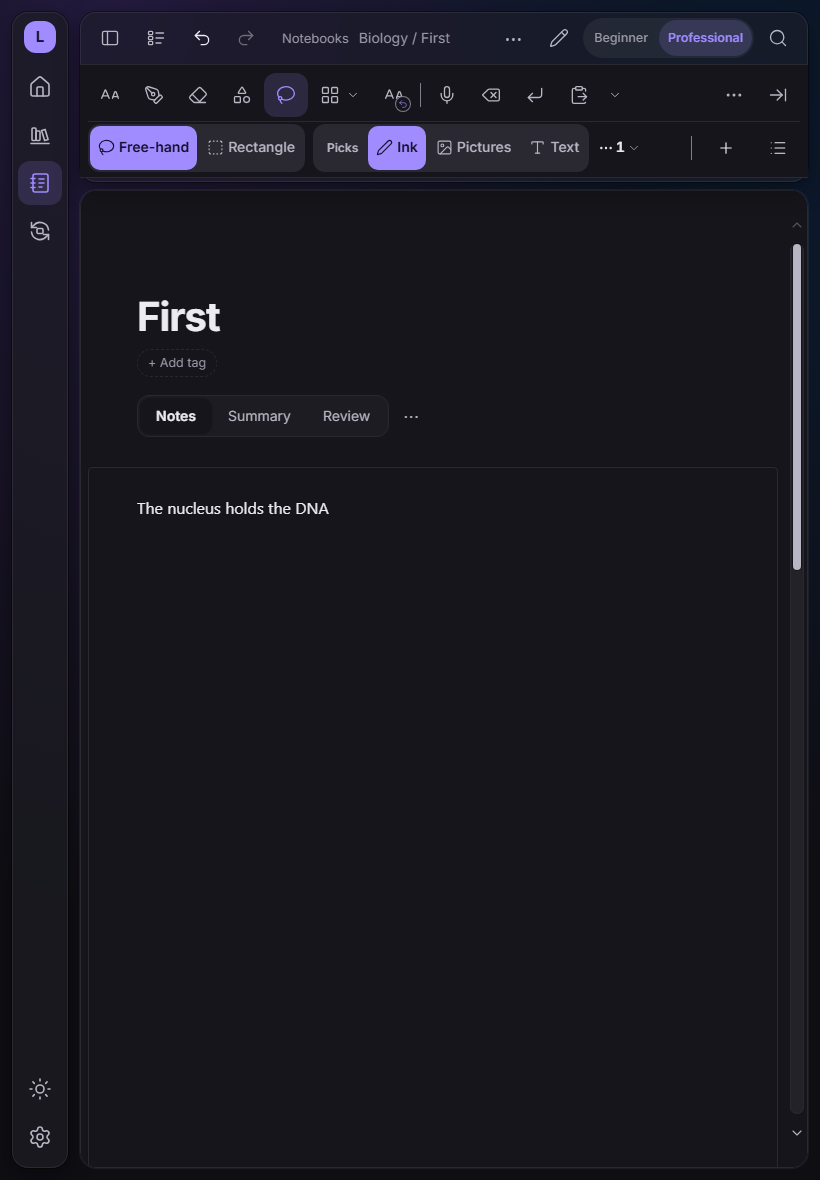 L
Notebooks Biology / First
Beginner Professional
AA
AA
Free-hand Rectangle Picks Ink Pictures Text ··· 1
First
+ Add tag
Notes Summary Review ···
The nucleus holds the DNA